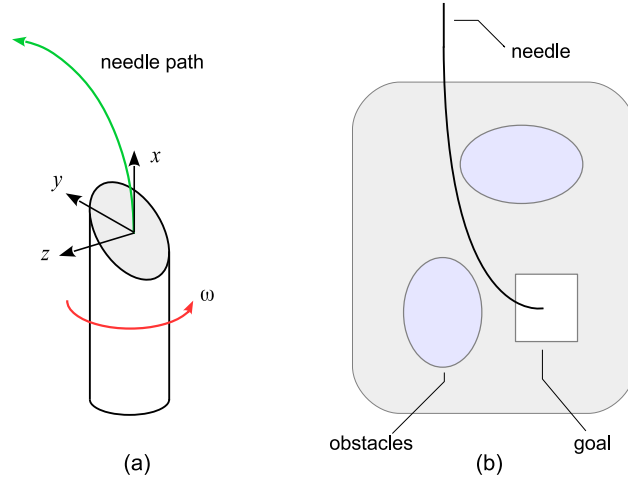 needle path
x
y
z
ω
(a)
needle
obstacles
goal
(b)